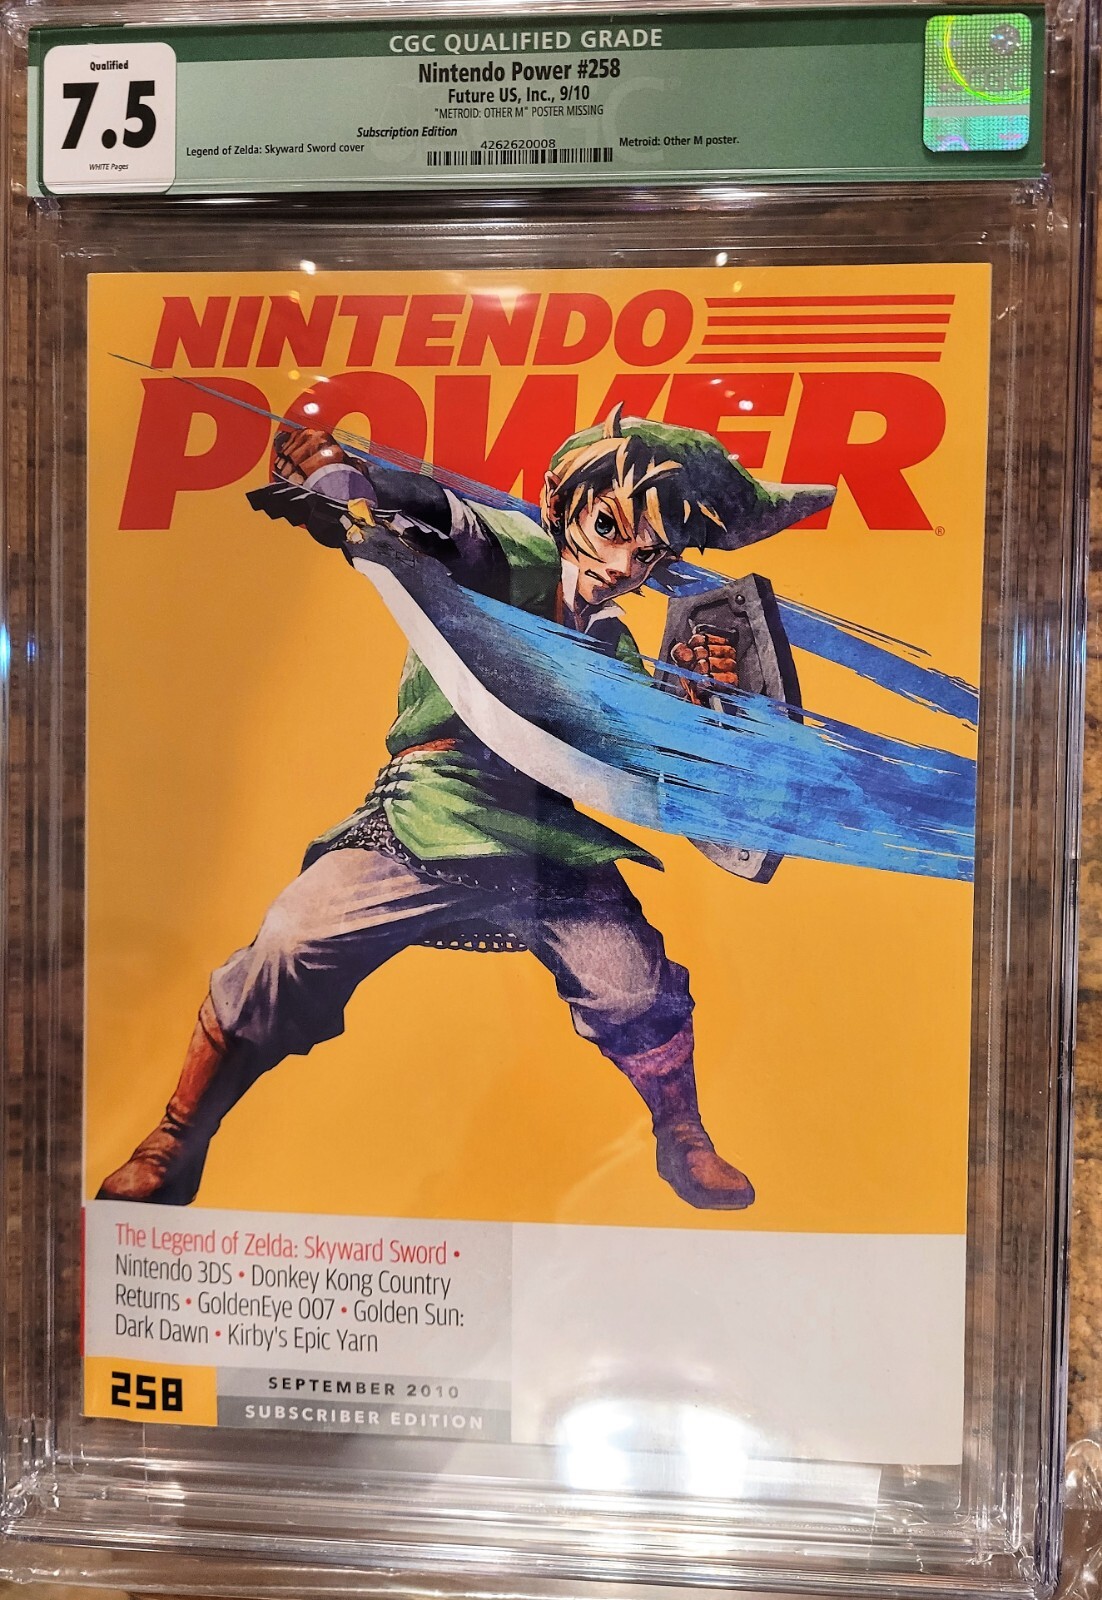 CGC QUALIFIED GRADE
Qualified
7.5
WHITE Pages
Nintendo Power #258
Future US, Inc., 9/10
"METROID: OTHER M" POSTER MISSING
Subscription Edition
Legend of Zelda: Skyward Sword cover
4262620008
Metroid: Other M poster.
CGC
NINTENDO
POWER®
The Legend of Zelda: Skyward Sword •
Nintendo 3DS • Donkey Kong Country
Returns • GoldenEye 007 • Golden Sun:
Dark Dawn • Kirby's Epic Yarn
258
SEPTEMBER 2010
SUBSCRIBER EDITION